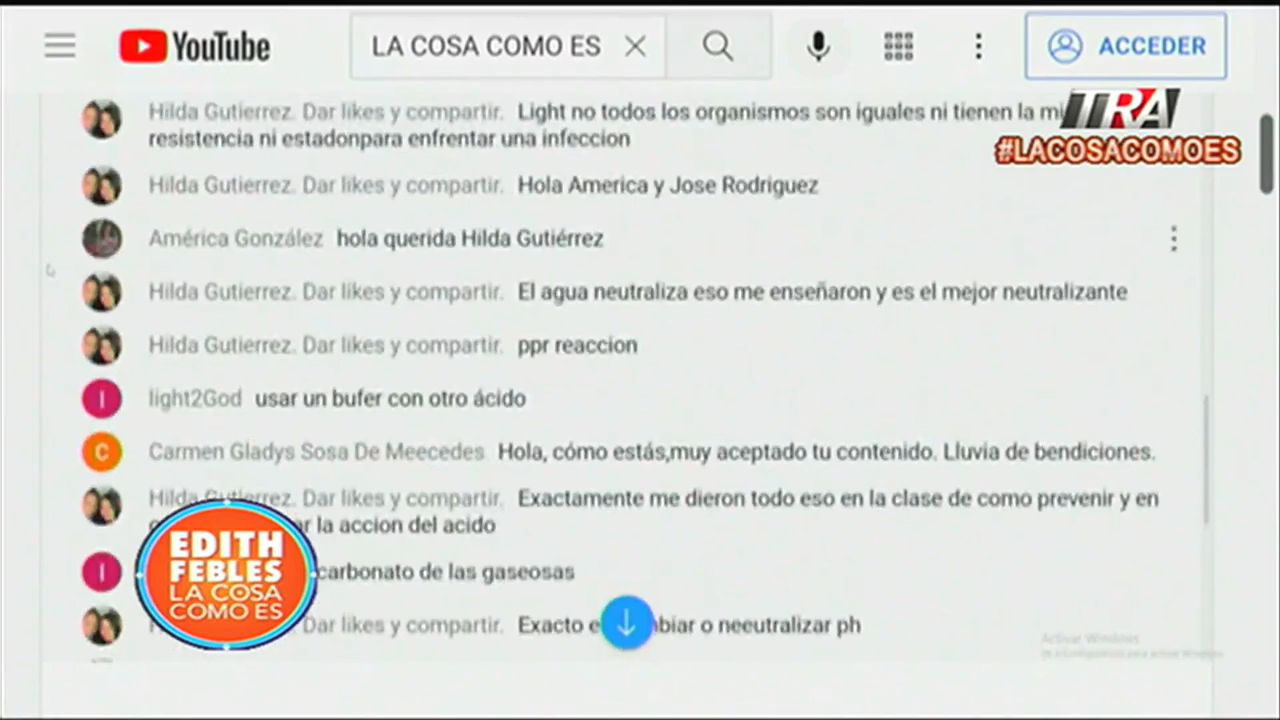 YouTube
LA COSA COMO ES
ACCEDER
TRA
#LACOSACOMOES
Hilda Gutierrez. Dar likes y compartir. Light no todos los organismos son iguales ni tienen la
resistencia ni estadonpara enfrentar una infeccion
Hilda Gutierrez. Dar likes y compartir. Hola America y Jose Rodriguez
América González hola querida Hilda Gutiérrez
Hilda Gutierrez. Dar likes y compartir. El agua neutraliza eso me enseñaron y es el mejor neutralizante
Hilda Gutierrez. Dar likes y compartir. ppr reaccion
light2God usar un bufer con otro ácido
C Carmen Gladys Sosa De Meecedes Hola, cómo estás,muy aceptado tu contenido. Lluvia de bendiciones.
Hilda Gutierrez. Dar likes y compartir. Exactamente me dieron todo eso en la clase de como prevenir y en
la accion del acido
carbonato de las gaseosas
Dar likes y compartir. Exacto o neeutralizar ph
EDITH
FEBLES
LA COSA
COMO ES
Activar Windows